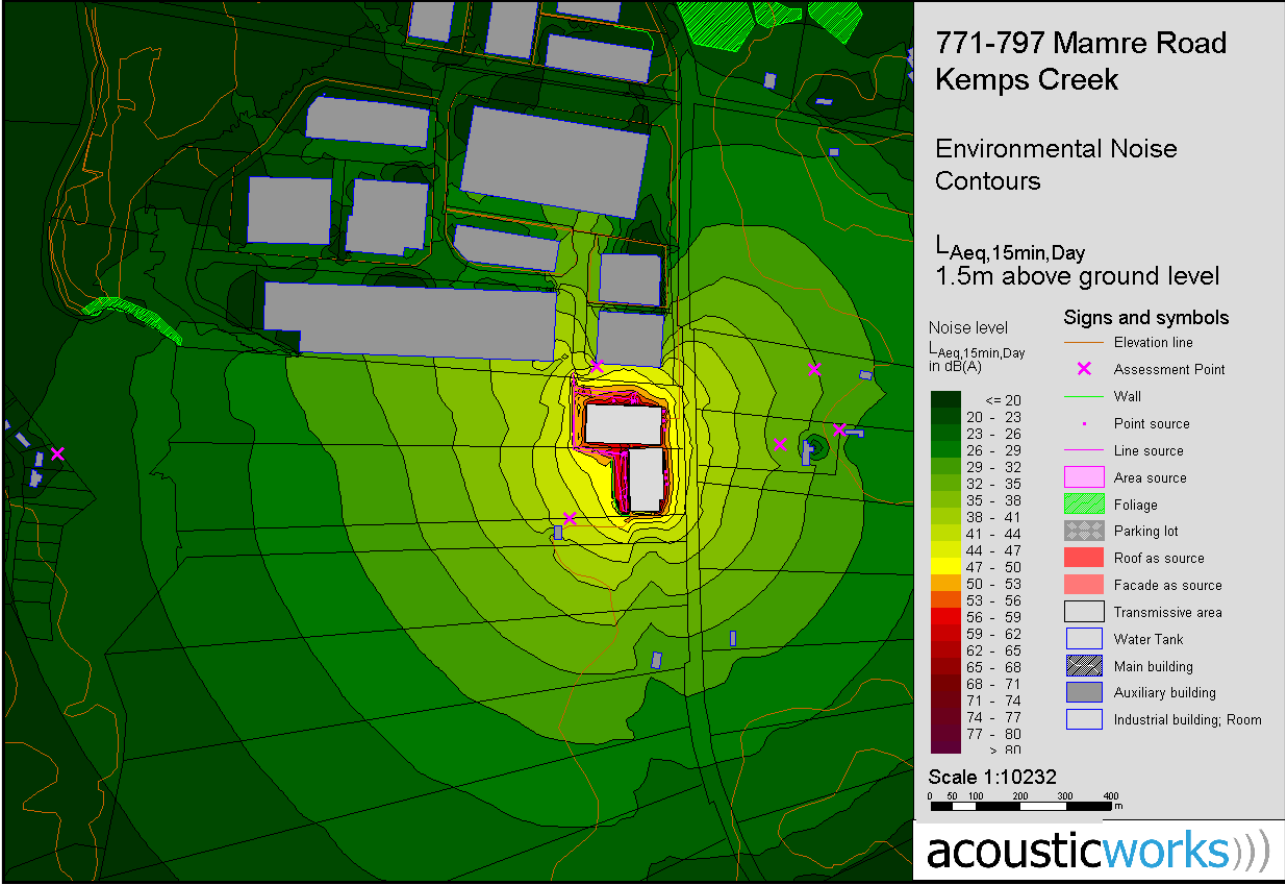 771-797 Mamre Road
Kemps Creek
Environmental Noise
Contours
LAeq,15min,Day
1.5m above ground level
Noise level
LAeq,15min,Day
in dB(A)
<= 20
20 - 23
23 - 26
26 - 29
29 - 32
32 - 35
35 - 38
38 - 41
41 - 44
44 - 47
47 - 50
50 - 53
53 - 56
56 - 59
59 - 62
62 - 65
65 - 68
68 - 71
71 - 74
74 - 77
77 - 80
> 80
Signs and symbols
Elevation line
Assessment Point
Wall
Point source
Line source
Area source
Foliage
Parking lot
Roof as source
Facade as source
Transmissive area
Water Tank
Main building
Auxiliary building
Industrial building; Room
Scale 1:10232
0 50 100 200 300 400
m
acousticworks)))